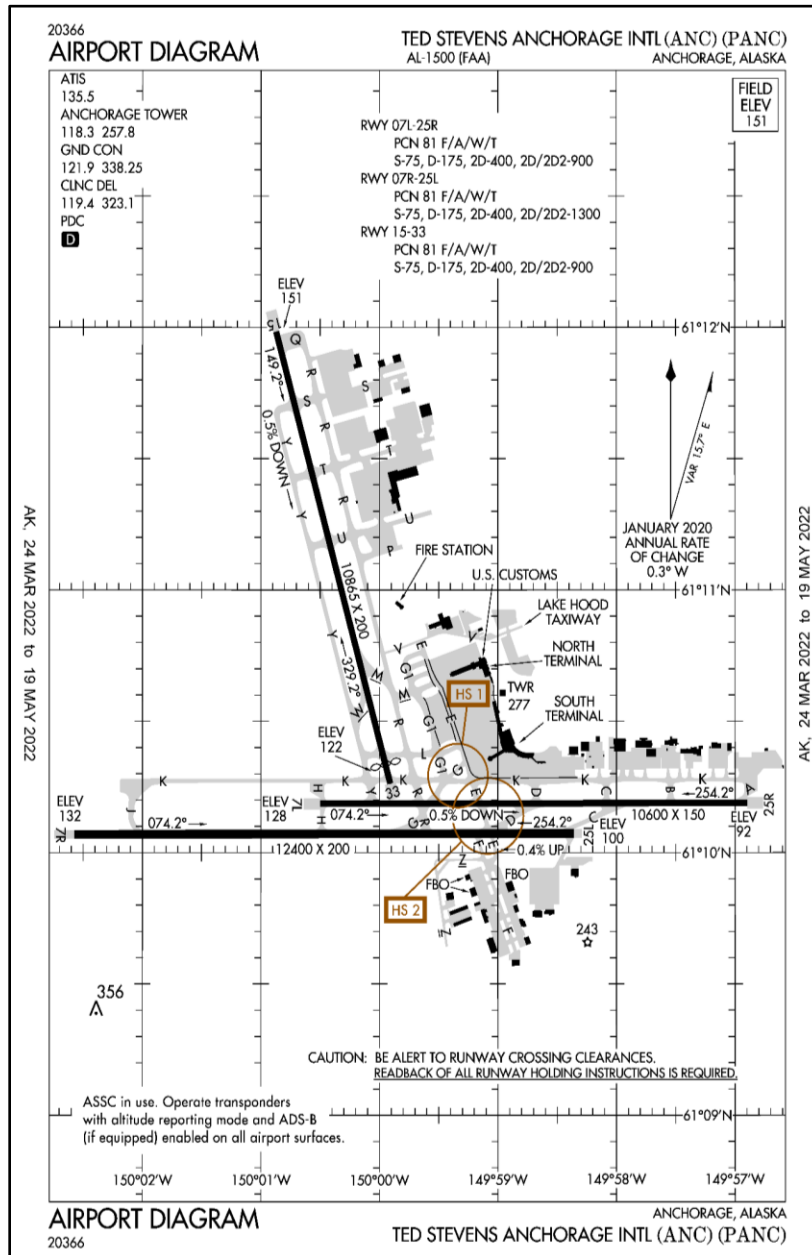 20366
AIRPORT DIAGRAM
TED STEVENS ANCHORAGE INTL (ANC) (PANC)
AL-1500 (FAA)
ANCHORAGE, ALASKA
ATIS
135.5
ANCHORAGE TOWER
118.3 257.8
GND CON
121.9 338.25
CLNC DEL
119.4 323.1
PDC
D
FIELD
ELEV
151
RWY 07L-25R
PCN 81 F/A/W/T
S-75, D-175, 2D-400, 2D/2D2-900
RWY 07R-25L
PCN 81 F/A/W/T
S-75, D-175, 2D-400, 2D/2D2-1300
RWY 15-33
PCN 81 F/A/W/T
S-75, D-175, 2D-400, 2D/2D2-900
ELEV
151
15
61°12'N
149.2°
0.5% DOWN
Q
R
S
S
Y
R
T
Y
T
R
Y
U
U
P
VAR 15.7° E
JANUARY 2020
ANNUAL RATE
OF CHANGE
0.3° W
AK, 24 MAR 2022 to 19 MAY 2022
AK, 24 MAR 2022 to 19 MAY 2022
FIRE STATION
61°11'N
U.S. CUSTOMS
10865 X 200
LAKE HOOD
TAXIWAY
Y
V
E
V
NORTH
TERMINAL
329.2°
M
G1
HS 1
TWR
277
M
M
G1
E
SOUTH
TERMINAL
ELEV
122
R
L
G1
G
K
K
K
K
K
33
H
Y
R
E
D
C
B
A
254.2°
25R
ELEV
132
J
ELEV
128
7L
074.2°
0.5% DOWN
10600 X 150
ELEV
92
7R
074.2°
H
G
R
D
254.2°
25L
C
ELEV
100
12400 X 200
E
E
0.4% UP
61°10'N
Z
FBO
FBO
HS 2
Z
F
243
356
CAUTION: BE ALERT TO RUNWAY CROSSING CLEARANCES.
READBACK OF ALL RUNWAY HOLDING INSTRUCTIONS IS REQUIRED.
ASSC in use. Operate transponders
with altitude reporting mode and ADS-B
(if equipped) enabled on all airport surfaces.
61°09'N
150°02'W
150°01'W
150°00'W
149°59'W
149°58'W
149°57'W
AIRPORT DIAGRAM
20366
ANCHORAGE, ALASKA
TED STEVENS ANCHORAGE INTL (ANC) (PANC)